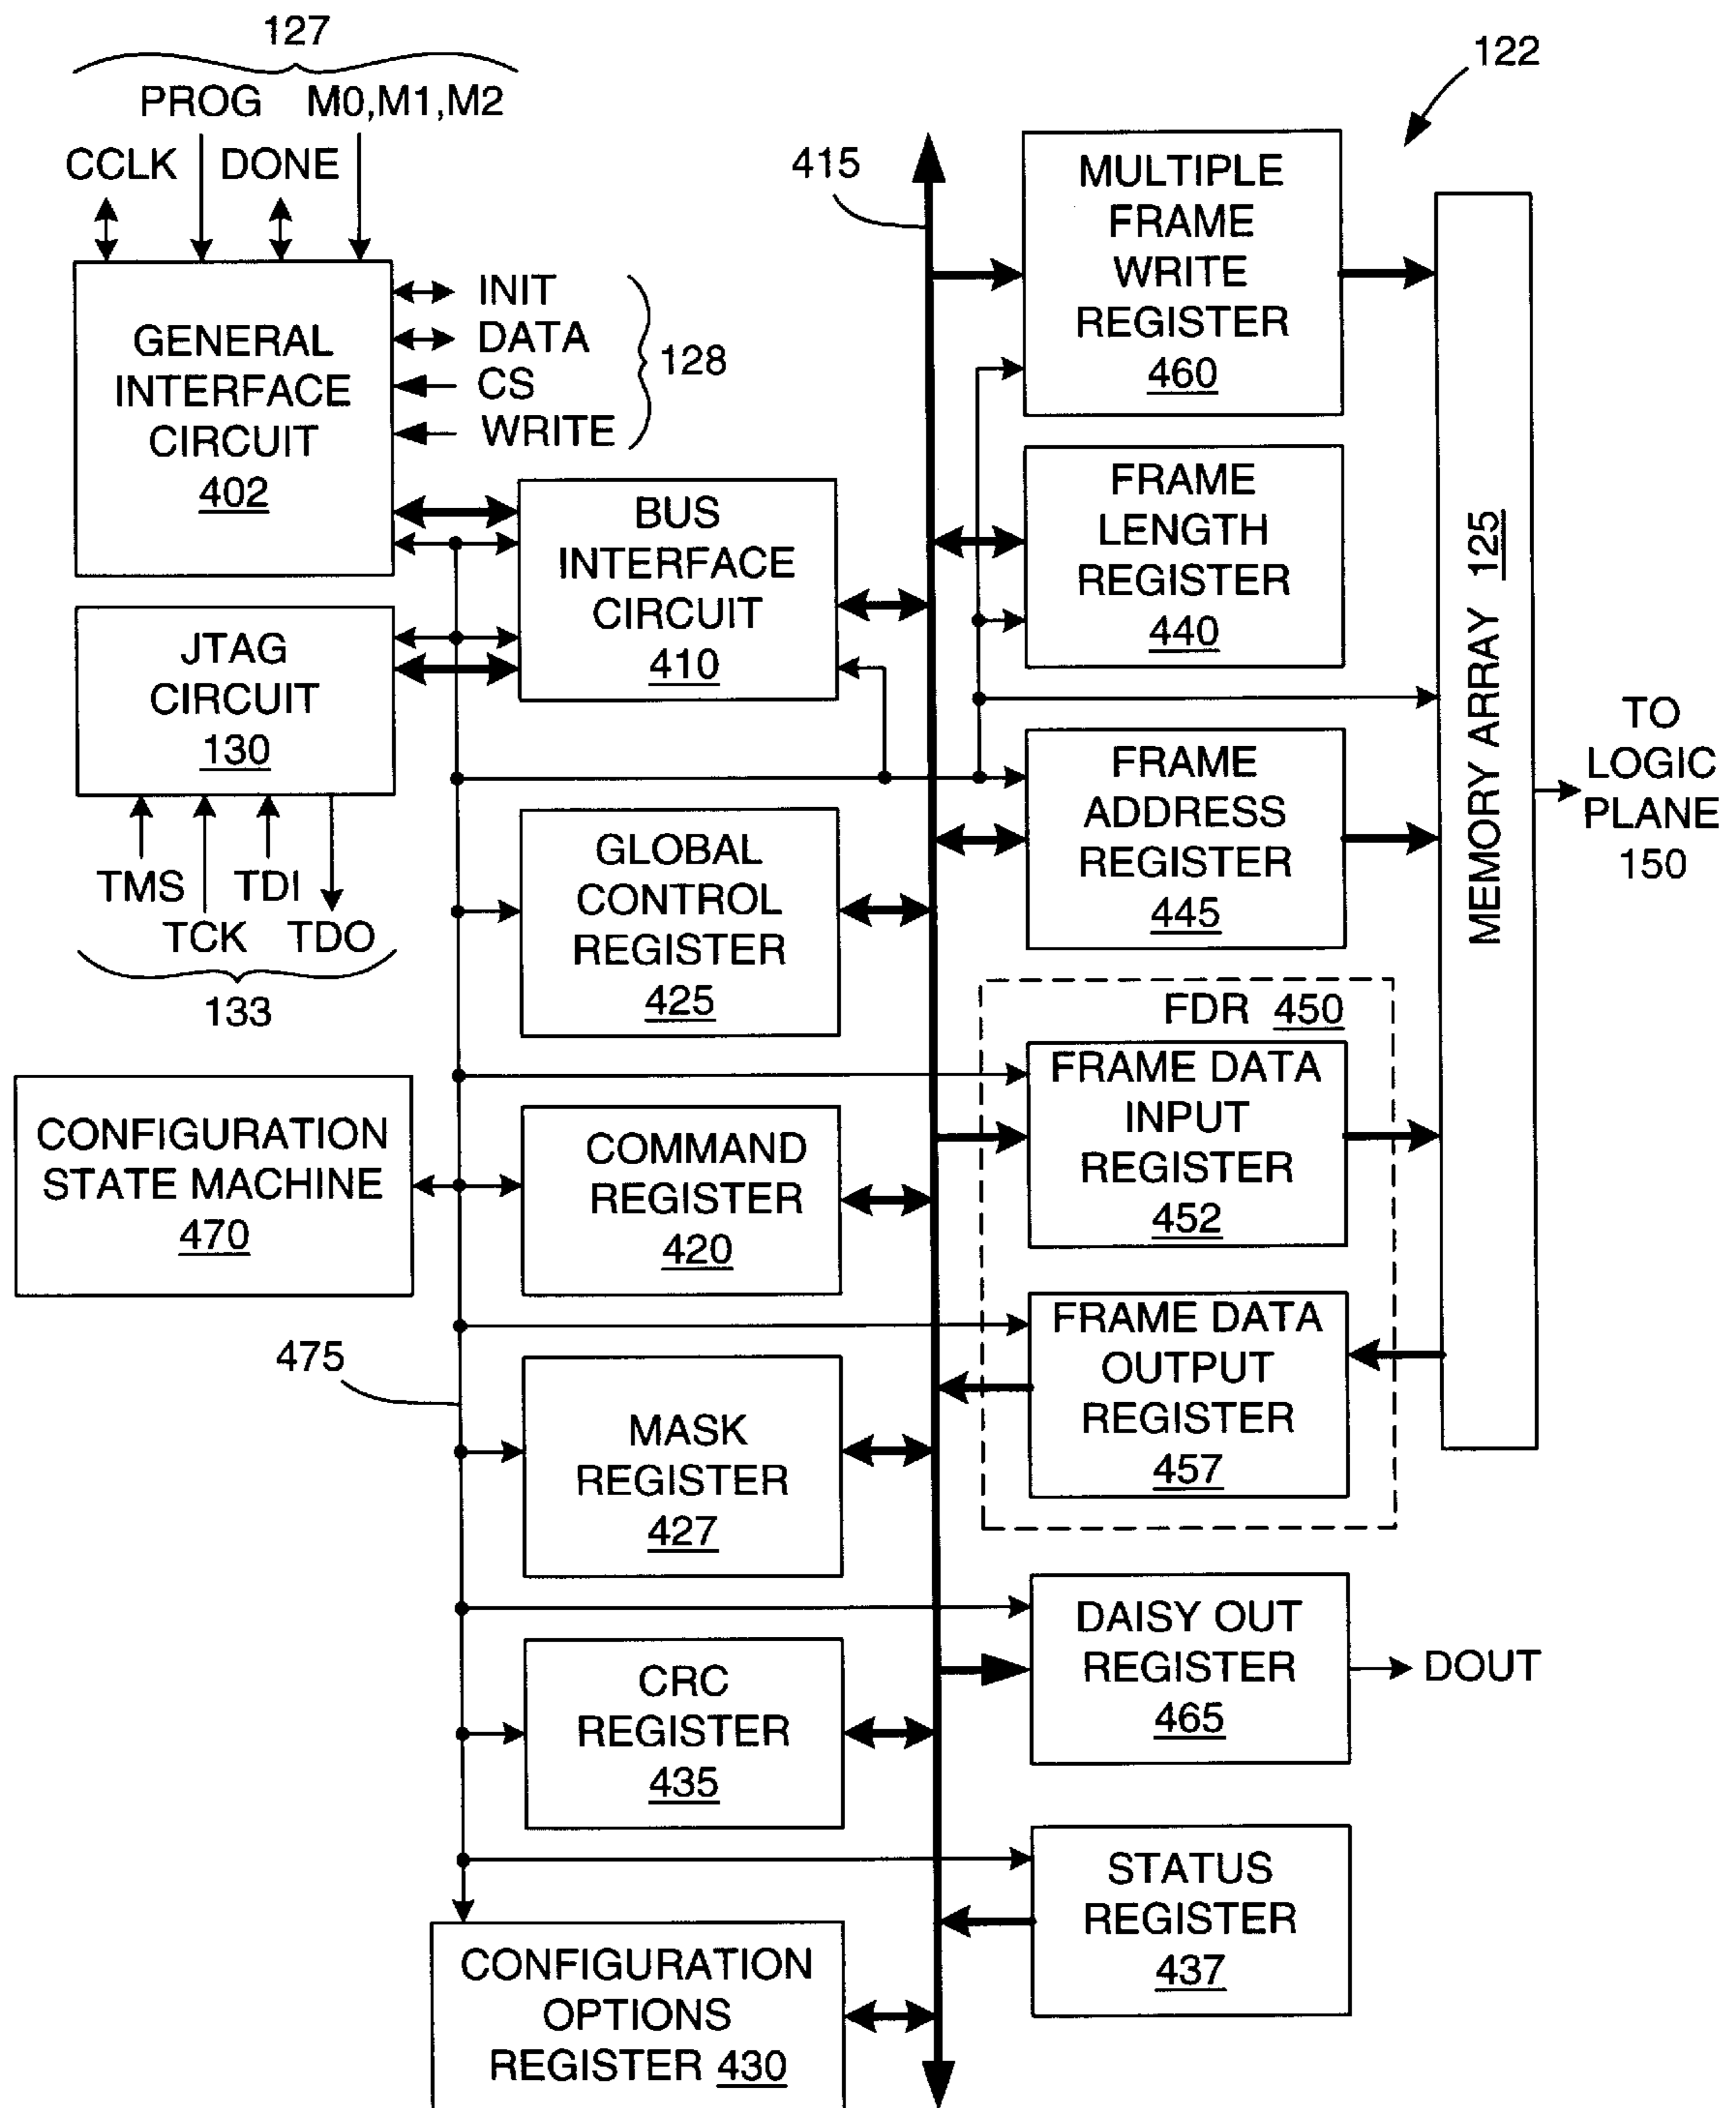 127
PROG M0,M1,M2
CCLK DONE
122
415
GENERAL
INTERFACE
CIRCUIT
402
INIT
DATA
CS
WRITE
128
MULTIPLE
FRAME
WRITE
REGISTER
460
BUS
INTERFACE
CIRCUIT
410
FRAME
LENGTH
REGISTER
440
MEMORY ARRAY 125
JTAG
CIRCUIT
130
TMS TDI
TCK TDO
133
TO
LOGIC
PLANE
150
FRAME
ADDRESS
REGISTER
445
GLOBAL
CONTROL
REGISTER
425
FDR 450
FRAME DATA
INPUT
REGISTER
452
CONFIGURATION
STATE MACHINE
470
COMMAND
REGISTER
420
FRAME DATA
OUTPUT
REGISTER
457
475
MASK
REGISTER
427
DAISY OUT
REGISTER
465
DOUT
CRC
REGISTER
435
STATUS
REGISTER
437
CONFIGURATION
OPTIONS
REGISTER 430